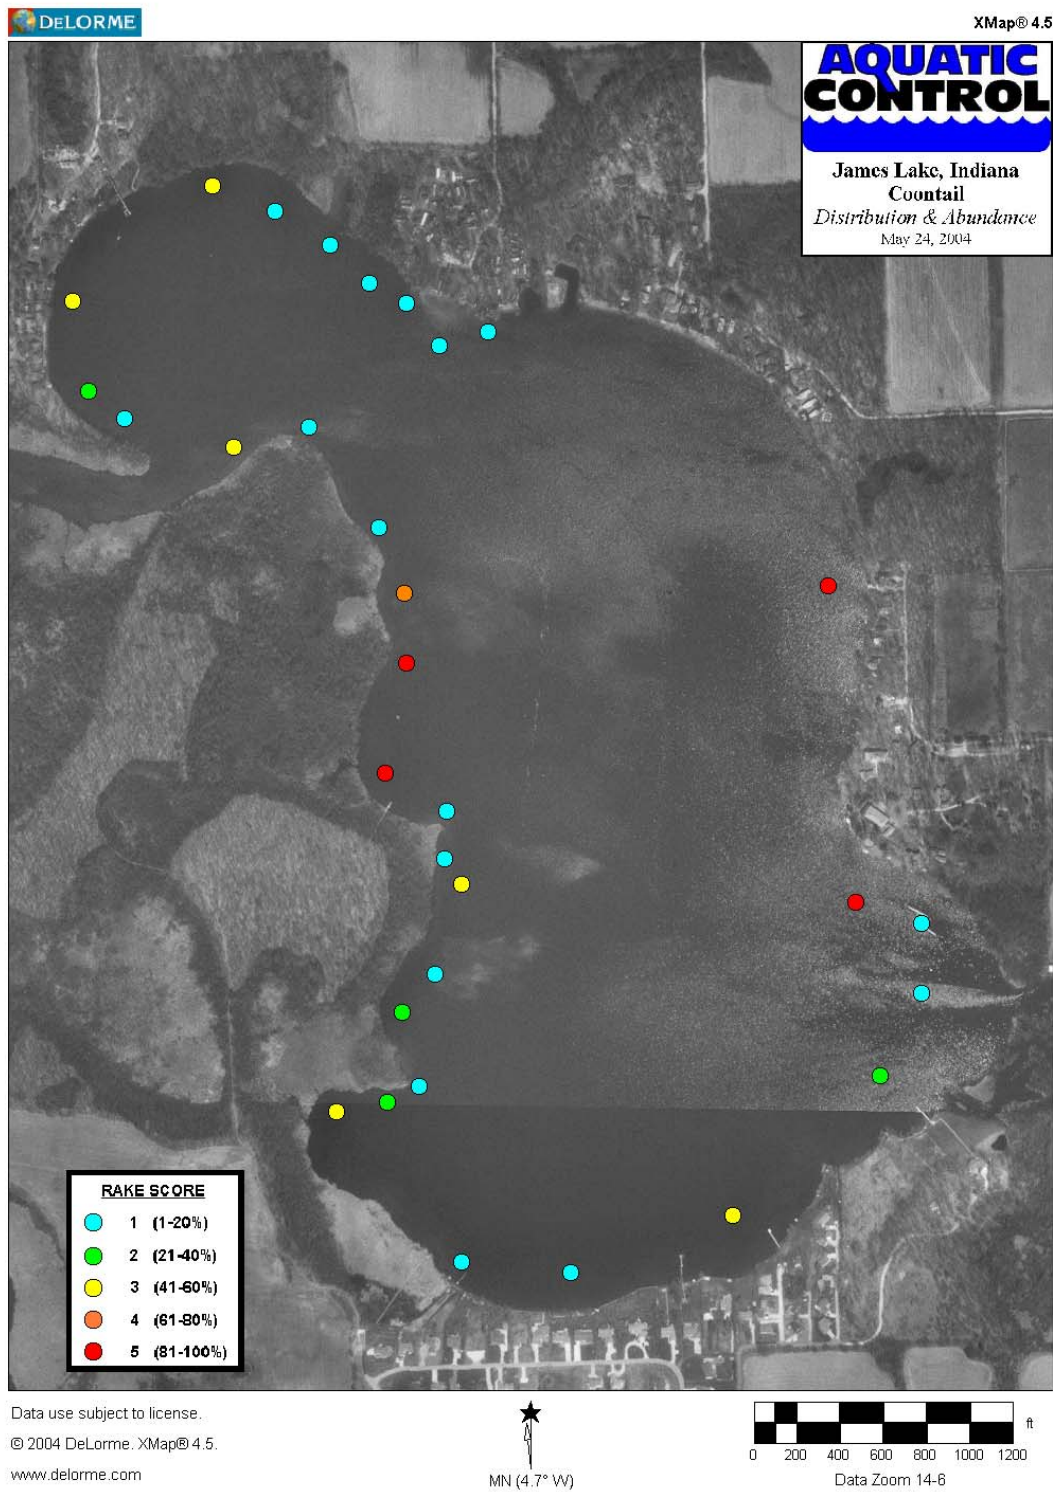 DELORME
XMap® 4.5
AQUATIC
CONTROL
James Lake, Indiana
Coontail
Distribution & Abundance
May 24, 2004
RAKE SCORE
1 (1-20%)
2 (21-40%)
3 (41-60%)
4 (61-80%)
5 (81-100%)
Data use subject to license.
© 2004 DeLorme. XMap® 4.5.
www.delorme.com
MN (4.7° W)
ft
0 200 400 600 800 1000 1200
Data Zoom 14-6